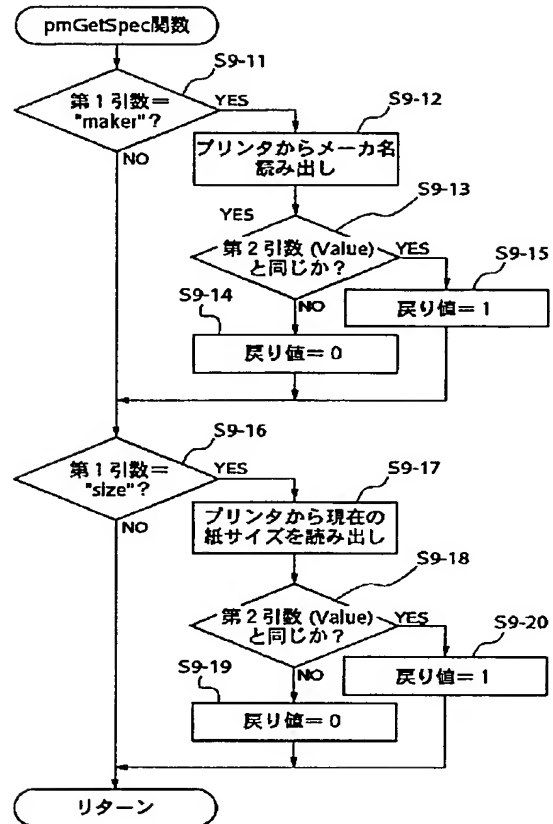 pmGetSpec関数
S9-11
第1引数=
"maker"?
YES
S9-12
NO
プリンタからメーカ名
読み出し
S9-13
YES
第2引数 (Value)
と同じか?
YES
S9-15
S9-14
NO
戻り値=1
戻り値=0
S9-16
第1引数=
"size"?
YES
S9-17
NO
プリンタから現在の
紙サイズを読み出し
S9-18
第2引数 (Value)
と同じか?
YES
S9-20
S9-19
NO
戻り値=1
戻り値=0
リターン